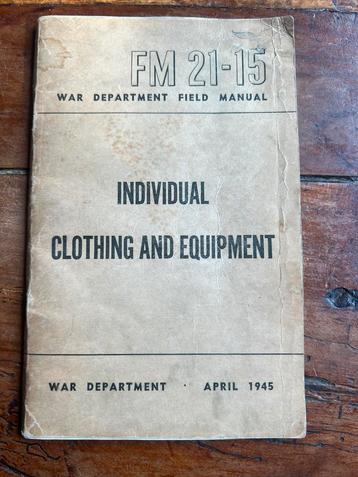 FM 21-15
WAR DEPARTMENT FIELD MANUAL
INDIVIDUAL
CLOTHING AND EQUIPMENT
WAR DEPARTMENT · APRIL 1945